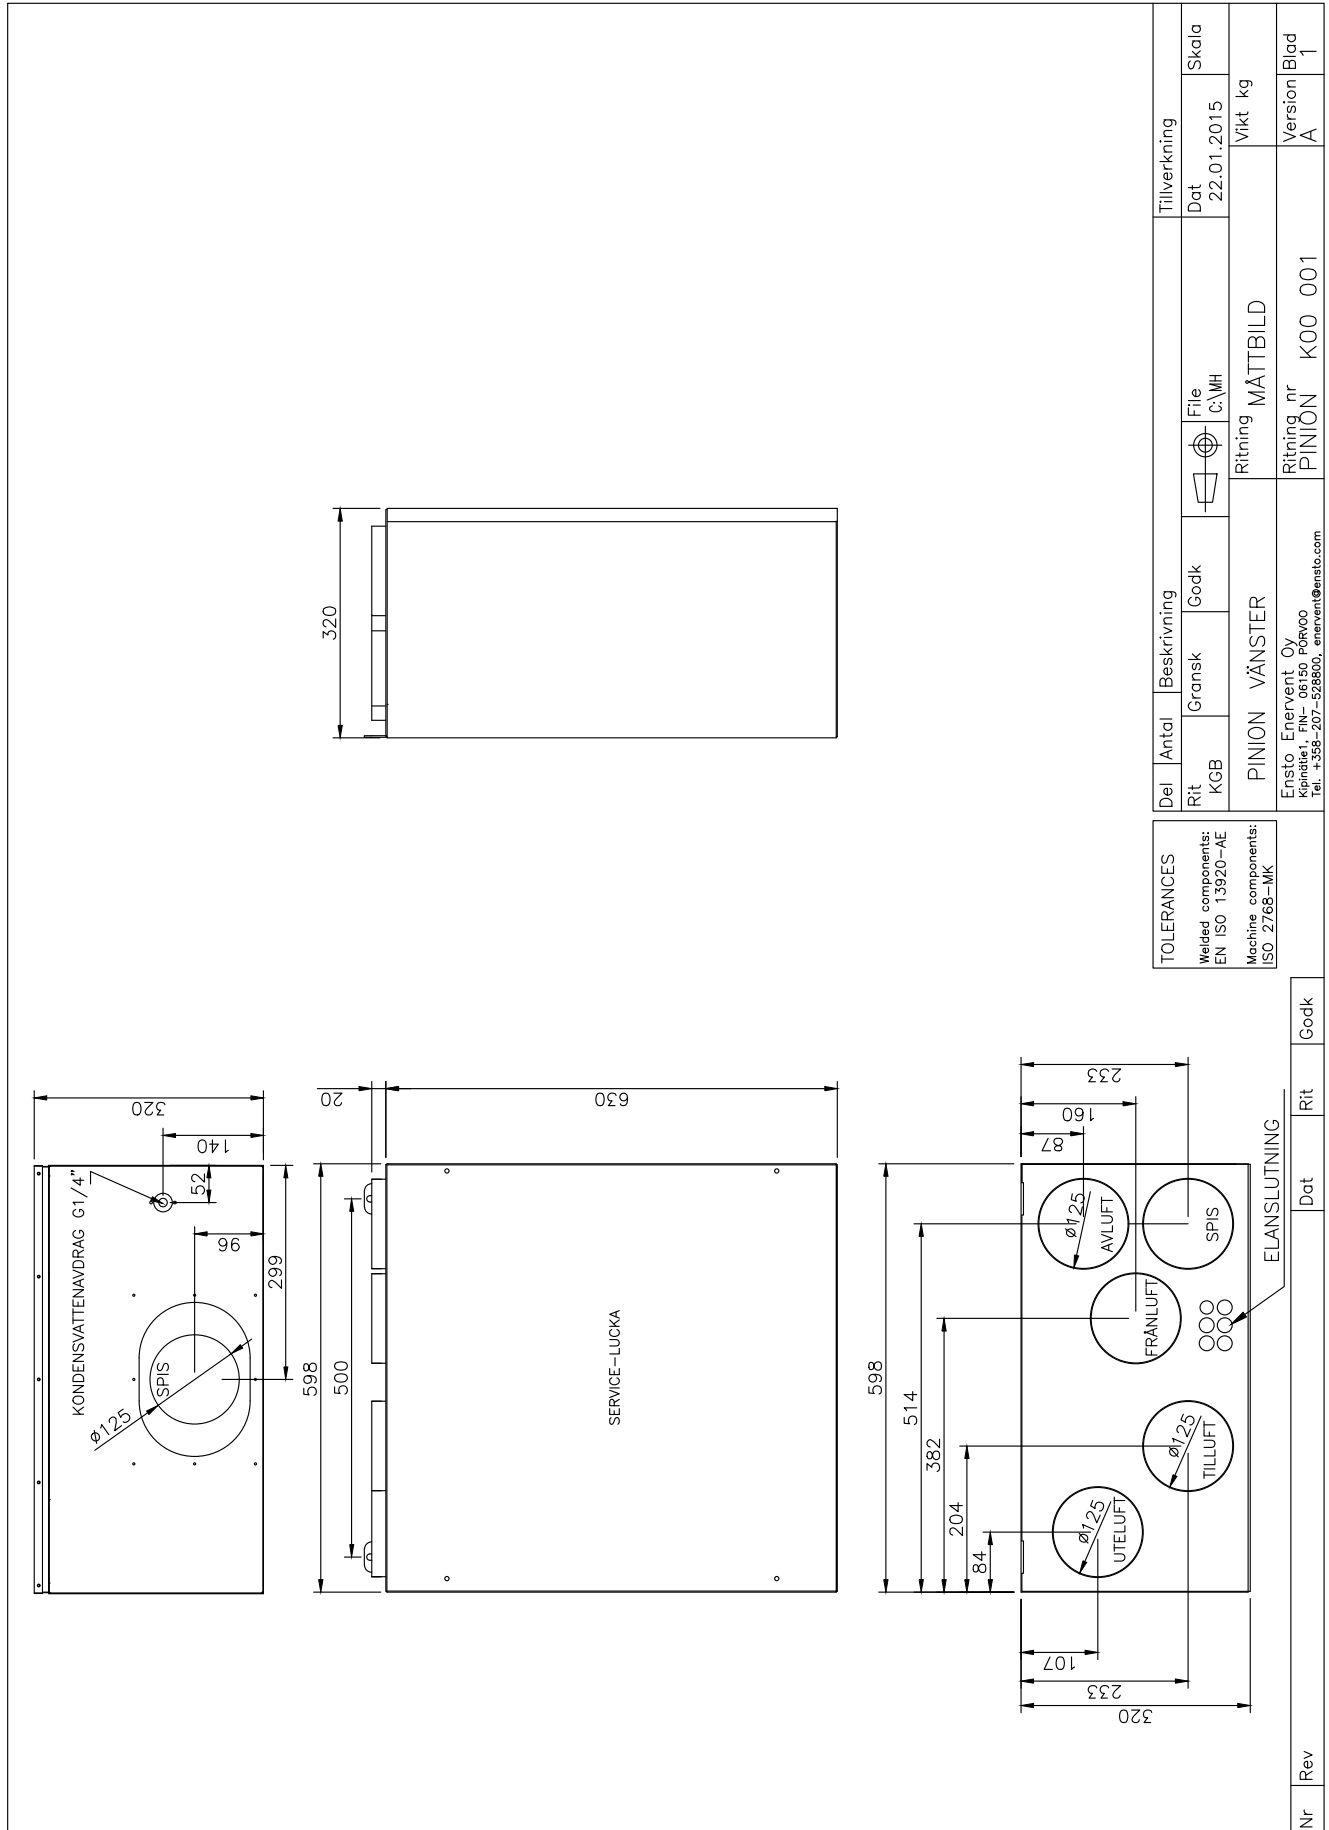 320
140
KONDENSVATTENAVDRAG G1/4"
52
96
299
SPIS
ø125
20
630
598
500
SERVICE-LUCKA
320
598
514
382
204
84
233
160
87
ø125
AVLUFT
SPIS
FRÅNLUFT
ø125
TILLUFT
ø125
UTELUFT
107
233
320
ELANSLUTNING
TOLERANCES
Welded components:
EN ISO 13920-AE
Machine components:
ISO 2768-MK
Del Antal Beskrivning Tillverkning
Rit Gransk Godk File Dat Skala
KGB C:\MH 22.01.2015
PINION VÄNSTER
Ritning MÅTTBILD
Vikt kg
Ensto Enervent Oy
Kipinätie1, FIN- 06150 PORVOO
Tel. +358-207-528800, enervent@ensto.com
Ritning nr
PINION K00 001
Version Blad
A 1
Nr Rev Dat Rit Godk